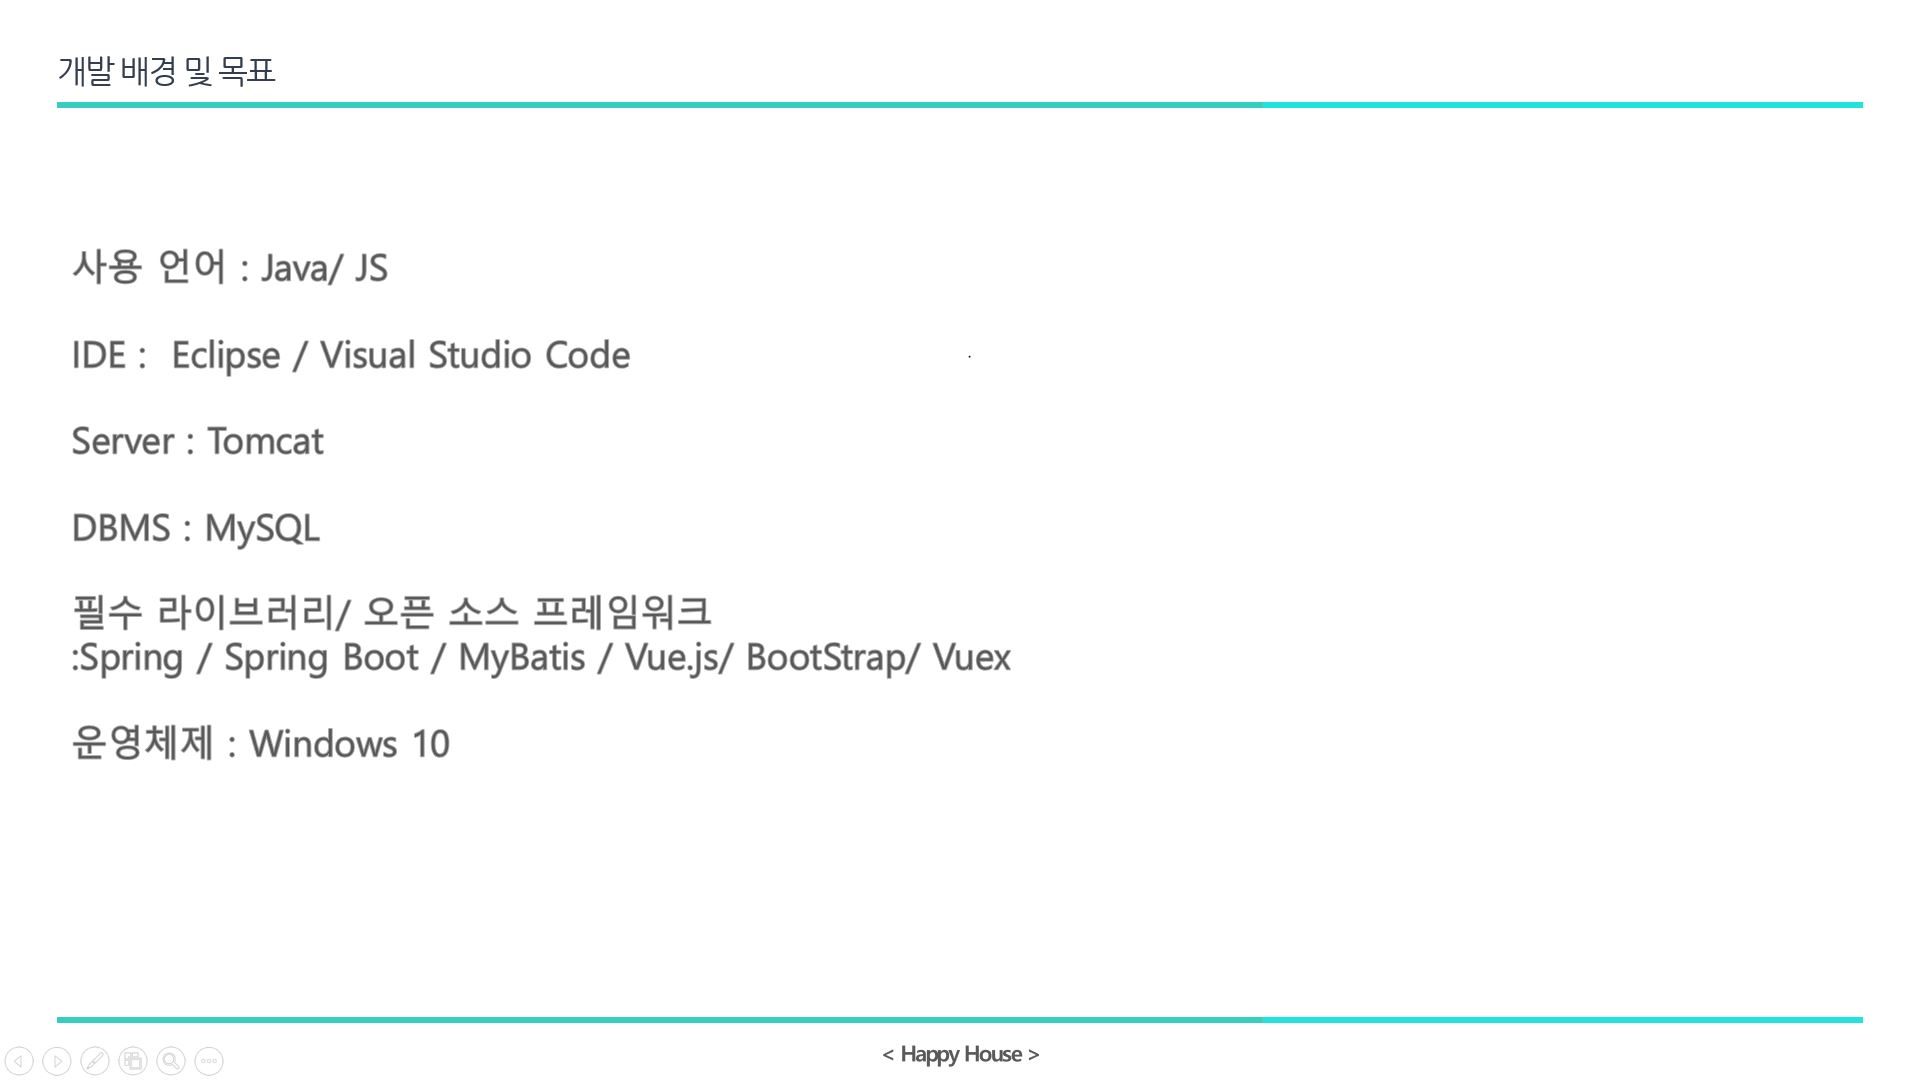 개발 배경 및 목표
사용 언어 : Java/ JS
IDE :  Eclipse / Visual Studio Code
Server : Tomcat
DBMS : MySQL
필수 라이브러리/ 오픈 소스 프레임워크
:Spring / Spring Boot / MyBatis / Vue.js/ BootStrap/ Vuex
운영체제 : Windows 10
< Happy House >